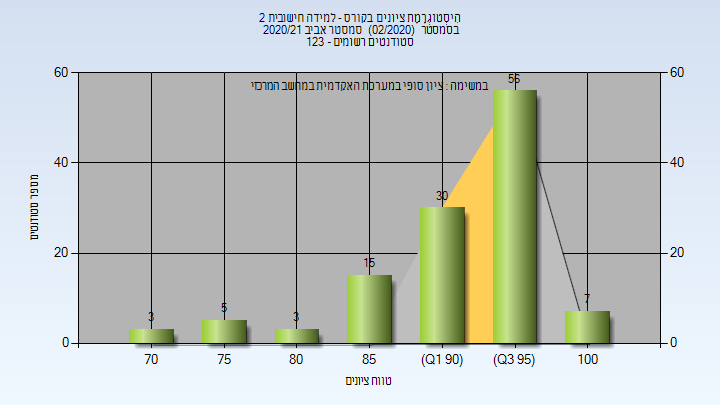 היסטוגרמת ציונים בקורס - למידה חישובית 2
בסמסטר (02/2020) סמסטר אביב 2020/21
סטודנטים רשומים - 123
במשימה : ציון סופי במערכת האקדמית במחשב המרכזי
60
40
20
0
60
40
20
0
מספר סטודנטים
3
5
3
15
30
56
7
70
75
80
85
(Q1 90)
(Q3 95)
100
טווח ציונים